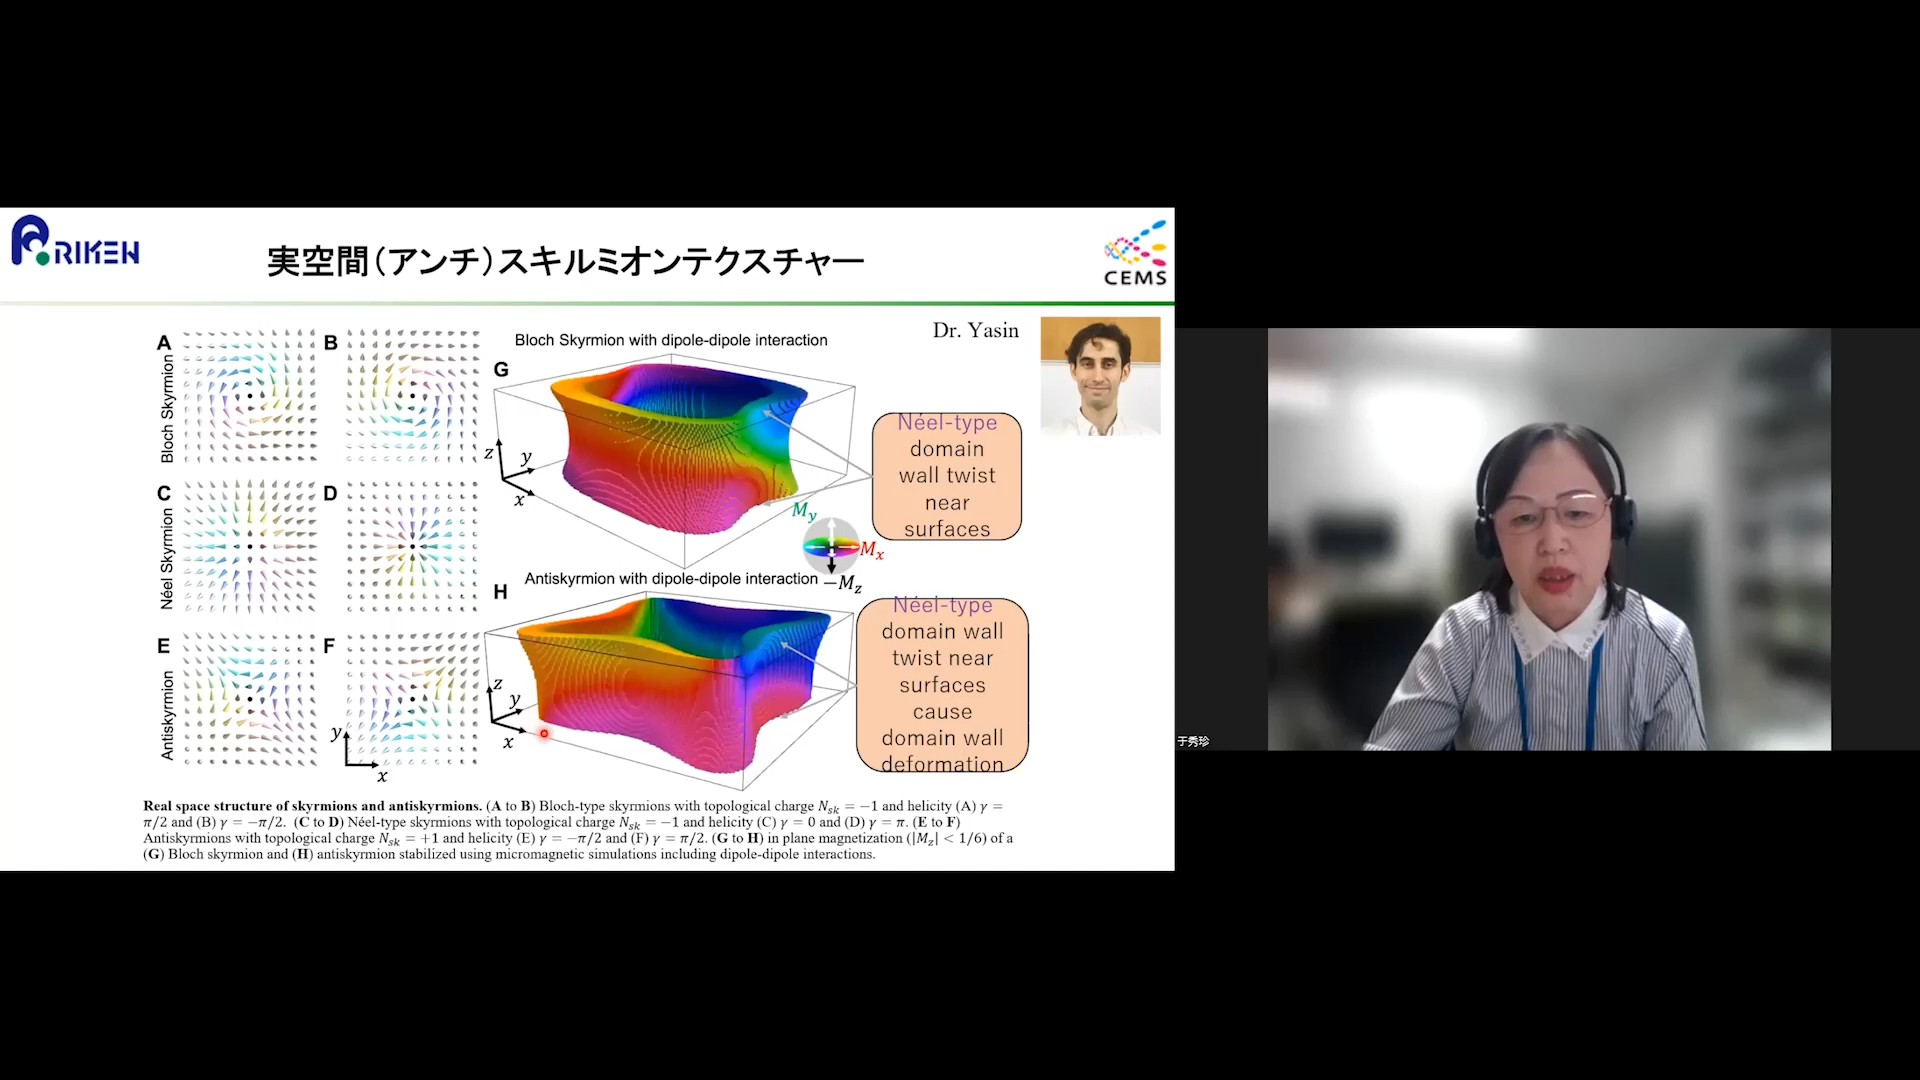 RIKEN
実空間（アンチ）スキルミオンテクスチャー
CEMS
Dr. Yasin
A
B
Bloch Skyrmion
C
D
Néel Skyrmion
E
F
Antiskyrmion
y
x
Bloch Skyrmion with dipole-dipole interaction
G
z
y
x
Néel-type
domain
wall twist
near
surfaces
My
Mx
−Mz
Antiskyrmion with dipole-dipole interaction
H
z
y
x
Néel-type
domain wall
twist near
surfaces
cause
domain wall
deformation
Real space structure of skyrmions and antiskyrmions. (A to B) Bloch-type skyrmions with topological charge Nsk = −1 and helicity (A) γ =
π/2 and (B) γ = −π/2. (C to D) Néel-type skyrmions with topological charge Nsk = −1 and helicity (C) γ = 0 and (D) γ = π. (E to F)
Antiskyrmions with topological charge Nsk = +1 and helicity (E) γ = −π/2 and (F) γ = π/2. (G to H) in plane magnetization (|Mz| < 1/6) of a
(G) Bloch skyrmion and (H) antiskyrmion stabilized using micromagnetic simulations including dipole-dipole interactions.
于秀珍